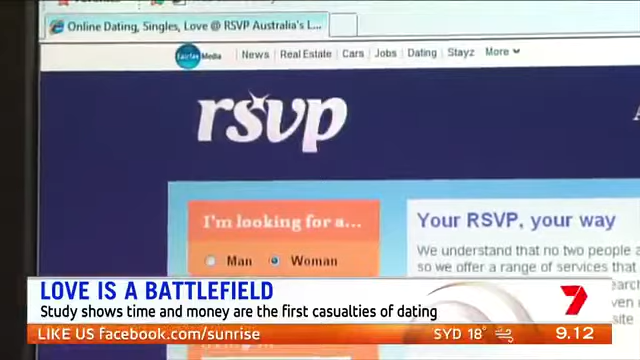 Online Dating, Singles, Love @ RSVP Australia's L...
Fairfax Media News Real Estate Cars Jobs Dating Stayz More
rsvp
I'm looking for a...
Man Woman
Your RSVP, your way
We understand that no two people a
so we offer a range of services that
LOVE IS A BATTLEFIELD
Study shows time and money are the first casualties of dating
7
LIKE US facebook.com/sunrise SYD 18° 9.12